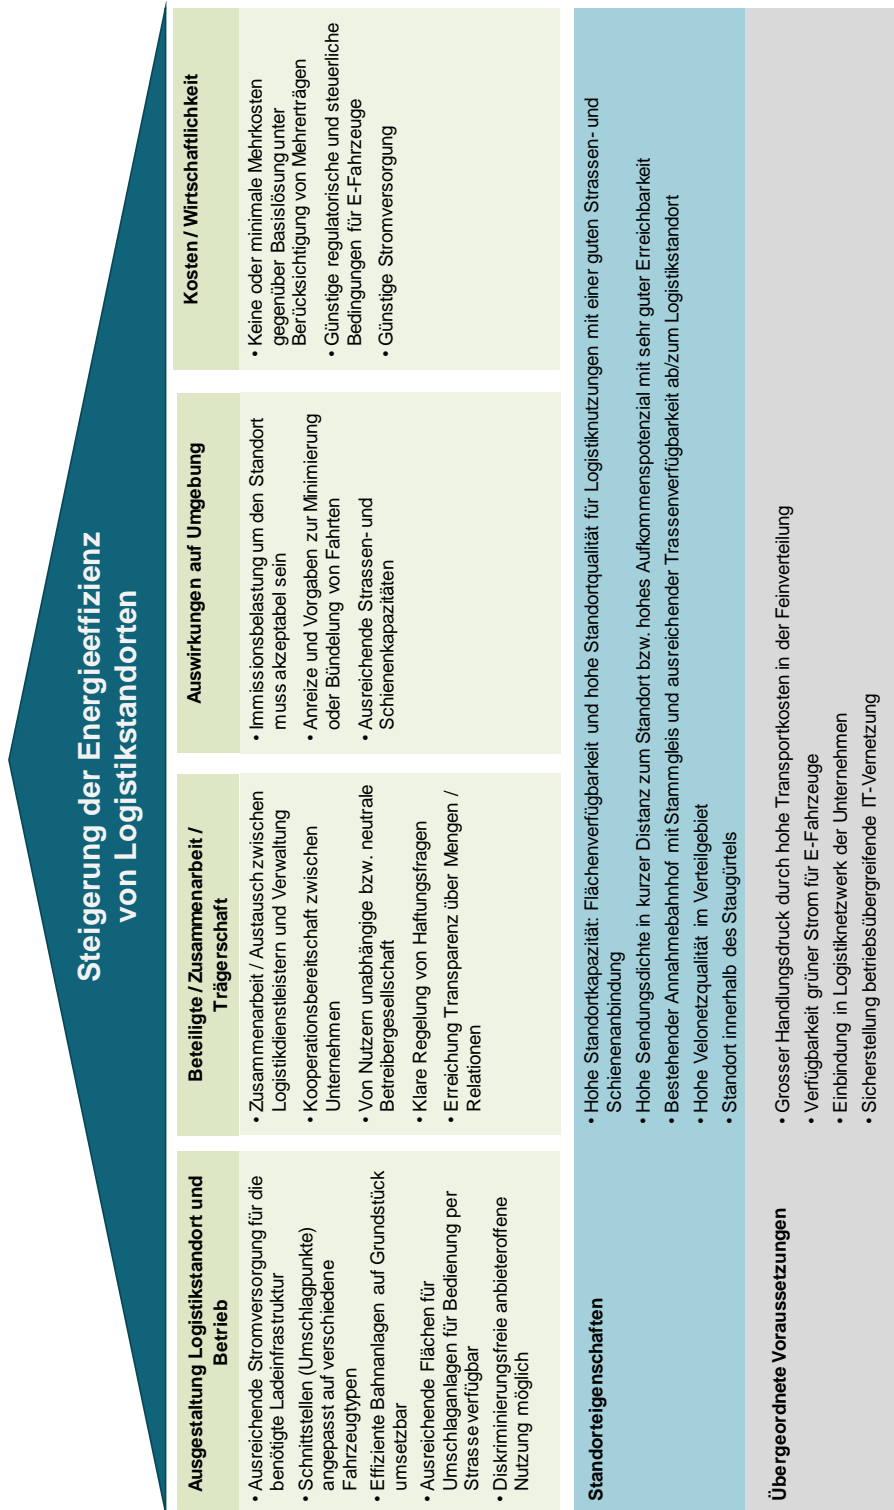 Steigerung der Energieeffizienz
von Logistikstandorten
Ausgestaltung Logistikstandort und
Betrieb
• Ausreichende Stromversorgung für die
benötigte Ladeinfrastruktur
• Schnittstellen (Umschlagpunkte)
angepasst auf verschiedene
Fahrzeugtypen
• Effiziente Bahnanlagen auf Grundstück
umsetzbar
• Ausreichende Flächen für
Umschlaganlagen für Bedienung per
Strasse verfügbar
• Diskriminierungsfreie anbieteroffene
Nutzung möglich
Beteiligte / Zusammenarbeit /
Trägerschaft
• Zusammenarbeit / Austausch zwischen
Logistikdienstleistern und Verwaltung
• Kooperationsbereitschaft zwischen
Unternehmen
• Von Nutzern unabhängige bzw. neutrale
Betreibergesellschaft
• Klare Regelung von Haftungsfragen
• Erreichung Transparenz über Mengen /
Relationen
Auswirkungen auf Umgebung
• Immissionsbelastung um den Standort
muss akzeptabel sein
• Anreize und Vorgaben zur Minimierung
oder Bündelung von Fahrten
• Ausreichende Strassen- und
Schienenkapazitäten
Kosten / Wirtschaftlichkeit
• Keine oder minimale Mehrkosten
gegenüber Basislösung unter
Berücksichtigung von Mehrerträgen
• Günstige regulatorische und steuerliche
Bedingungen für E-Fahrzeuge
• Günstige Stromversorgung
Standorteigenschaften
• Hohe Standortkapazität: Flächenverfügbarkeit und hohe Standortqualität für Logistiknutzungen mit einer guten Strassen- und
Schienenanbindung
• Hohe Sendungsdichte in kurzer Distanz zum Standort bzw. hohes Aufkommenspotenzial mit sehr guter Erreichbarkeit
• Bestehender Annahmebahnhof mit Stammgleis und ausreichender Trassenverfügbarkeit ab/zum Logistikstandort
• Hohe Velonetzqualität im Verteilgebiet
• Standort innerhalb des Staugürtels
Übergeordnete Voraussetzungen
• Grosser Handlungsdruck durch hohe Transportkosten in der Feinverteilung
• Verfügbarkeit grüner Strom für E-Fahrzeuge
• Einbindung in Logistiknetzwerk der Unternehmen
• Sicherstellung betriebsübergreifende IT-Vernetzung